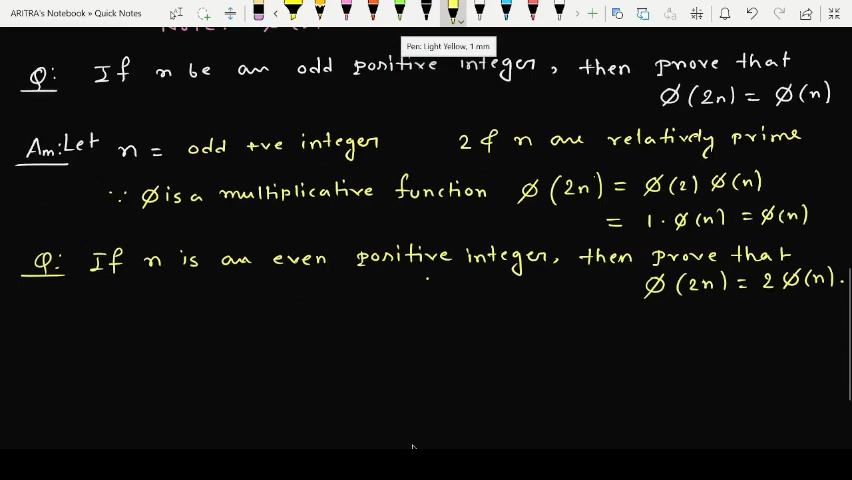 ARITRA's Notebook » Quick Notes
Pen: Light Yellow, 1 mm
Q: If n be an odd positive integer, then prove that
ø(2n) = ø(n)
Ans: Let n = odd +ve integer 2 & n are relatively prime
∵ ø is a multiplicative function ø(2n) = ø(2) ø(n)
= 1 · ø(n) = ø(n)
Q: If n is an even positive integer, then prove that
ø(2n) = 2 ø(n).